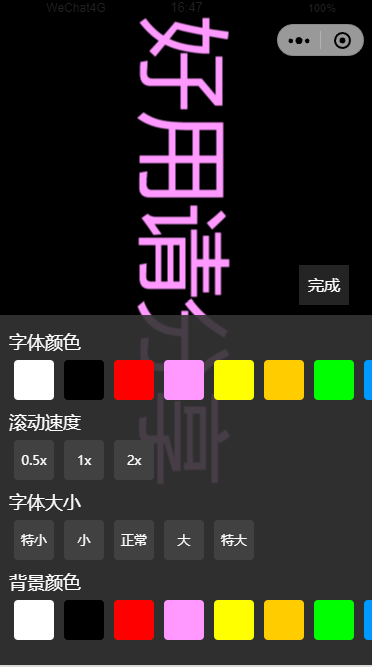 WeChat4G 16:47 100%
好用请分享
完成
字体颜色
滚动速度
0.5x 1x 2x
字体大小
特小 小 正常 大 特大
背景颜色